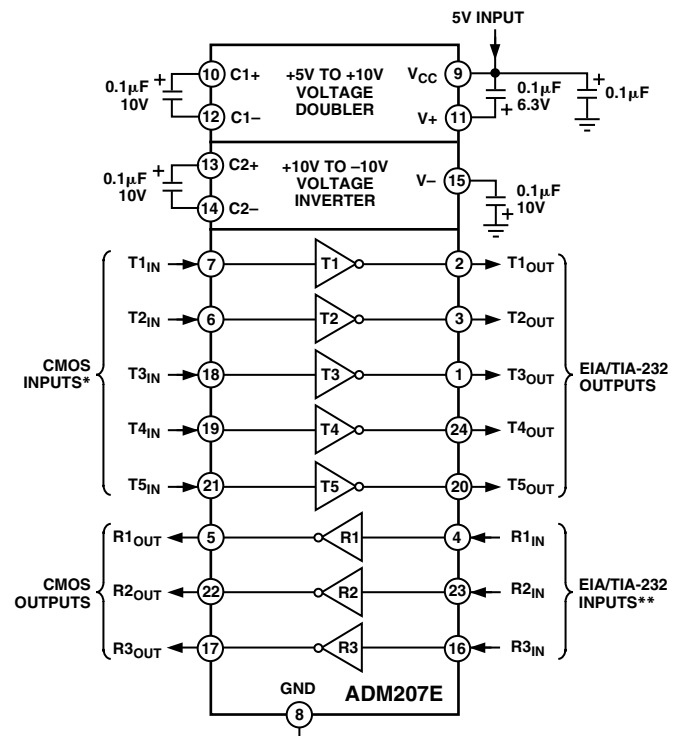 5V INPUT
0.1µF
10V
10 C1+
12 C1–
+5V TO +10V
VOLTAGE
DOUBLER
VCC 9
V+ 11
0.1µF
6.3V
0.1µF
0.1µF
10V
13 C2+
14 C2–
+10V TO –10V
VOLTAGE
INVERTER
V– 15
0.1µF
10V
T1IN 7 T1 2 T1OUT
T2IN 6 T2 3 T2OUT
CMOS
INPUTS*
T3IN 18 T3 1 T3OUT
EIA/TIA-232
OUTPUTS
T4IN 19 T4 24 T4OUT
T5IN 21 T5 20 T5OUT
R1OUT 5 R1 4 R1IN
CMOS
OUTPUTS
R2OUT 22 R2 23 R2IN
EIA/TIA-232
INPUTS**
R3OUT 17 R3 16 R3IN
GND
8
ADM207E